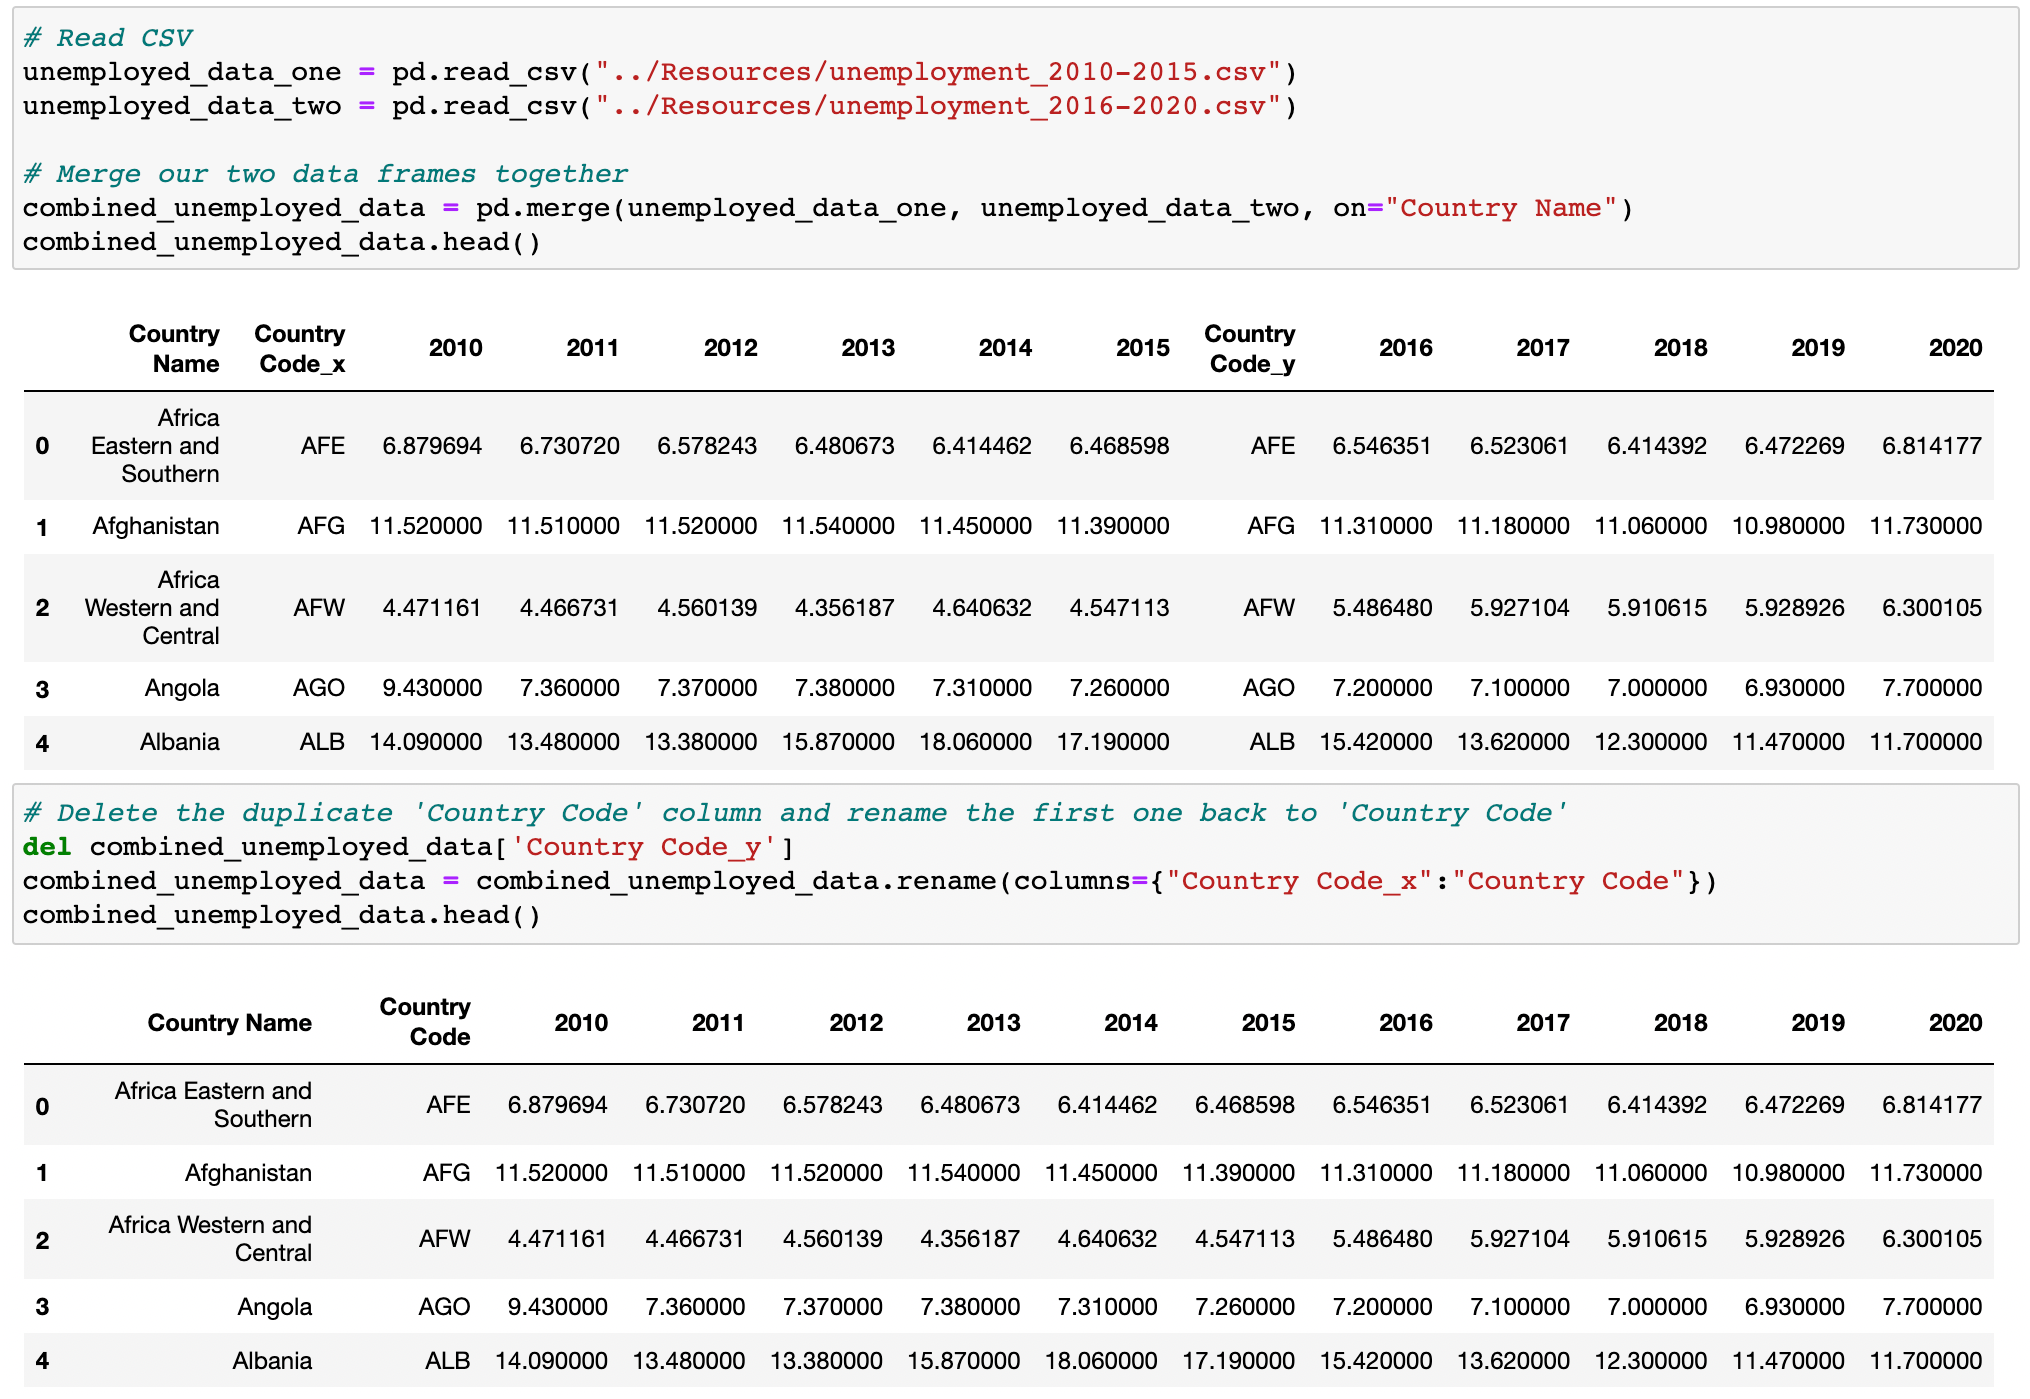 # Read CSV
unemployed_data_one = pd.read_csv("../Resources/unemployment_2010-2015.csv")
unemployed_data_two = pd.read_csv("../Resources/unemployment_2016-2020.csv")
# Merge our two data frames together
combined_unemployed_data = pd.merge(unemployed_data_one, unemployed_data_two, on="Country Name")
combined_unemployed_data.head()
Country Name Country Code_x 2010 2011 2012 2013 2014 2015 Country Code_y 2016 2017 2018 2019 2020
0 Africa Eastern and Southern AFE 6.879694 6.730720 6.578243 6.480673 6.414462 6.468598 AFE 6.546351 6.523061 6.414392 6.472269 6.814177
1 Afghanistan AFG 11.520000 11.510000 11.520000 11.540000 11.450000 11.390000 AFG 11.310000 11.180000 11.060000 10.980000 11.730000
2 Africa Western and Central AFW 4.471161 4.466731 4.560139 4.356187 4.640632 4.547113 AFW 5.486480 5.927104 5.910615 5.928926 6.300105
3 Angola AGO 9.430000 7.360000 7.370000 7.380000 7.310000 7.260000 AGO 7.200000 7.100000 7.000000 6.930000 7.700000
4 Albania ALB 14.090000 13.480000 13.380000 15.870000 18.060000 17.190000 ALB 15.420000 13.620000 12.300000 11.470000 11.700000
# Delete the duplicate 'Country Code' column and rename the first one back to 'Country Code'
del combined_unemployed_data['Country Code_y']
combined_unemployed_data = combined_unemployed_data.rename(columns={"Country Code_x":"Country Code"})
combined_unemployed_data.head()
Country Name Country Code 2010 2011 2012 2013 2014 2015 2016 2017 2018 2019 2020
0 Africa Eastern and Southern AFE 6.879694 6.730720 6.578243 6.480673 6.414462 6.468598 6.546351 6.523061 6.414392 6.472269 6.814177
1 Afghanistan AFG 11.520000 11.510000 11.520000 11.540000 11.450000 11.390000 11.310000 11.180000 11.060000 10.980000 11.730000
2 Africa Western and Central AFW 4.471161 4.466731 4.560139 4.356187 4.640632 4.547113 5.486480 5.927104 5.910615 5.928926 6.300105
3 Angola AGO 9.430000 7.360000 7.370000 7.380000 7.310000 7.260000 7.200000 7.100000 7.000000 6.930000 7.700000
4 Albania ALB 14.090000 13.480000 13.380000 15.870000 18.060000 17.190000 15.420000 13.620000 12.300000 11.470000 11.700000